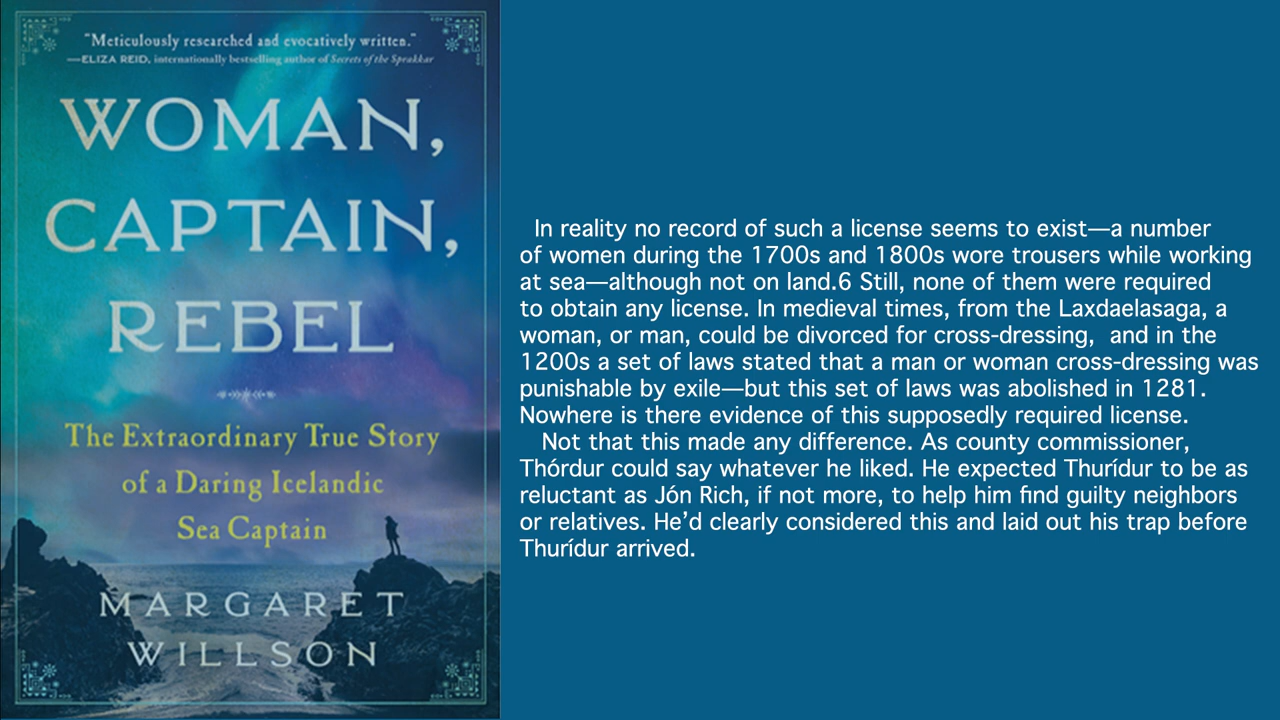 "Meticulously researched and evocatively written."
—ELIZA REID, internationally bestselling author of Secrets of the Sprakkar
WOMAN,
CAPTAIN,
REBEL
The Extraordinary True Story
of a Daring Icelandic
Sea Captain
MARGARET
WILLSON
In reality no record of such a license seems to exist—a number
of women during the 1700s and 1800s wore trousers while working
at sea—although not on land.6 Still, none of them were required
to obtain any license. In medieval times, from the Laxdaelasaga, a
woman, or man, could be divorced for cross-dressing,  and in the
1200s a set of laws stated that a man or woman cross-dressing was
punishable by exile—but this set of laws was abolished in 1281.
Nowhere is there evidence of this supposedly required license.
Not that this made any difference. As county commissioner,
Thórdur could say whatever he liked. He expected Thurídur to be as
reluctant as Jón Rich, if not more, to help him find guilty neighbors
or relatives. He’d clearly considered this and laid out his trap before
Thurídur arrived.